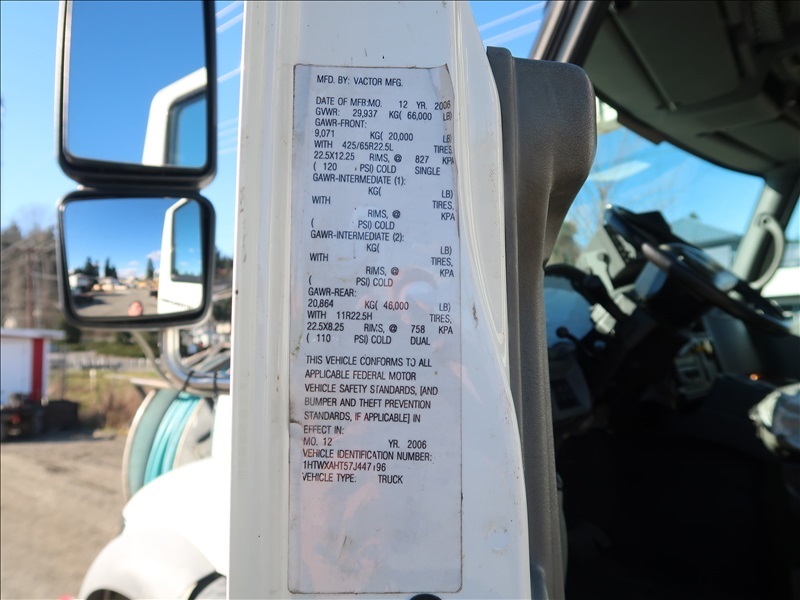 MFD. BY: VACTOR MFG.
DATE OF MFB:MO. 12 YR. 2006
GVWR: 29,937 KG( 66,000 LB)
GAWR-FRONT:
9,071 KG( 20,000 LB)
WITH 425/65R22.5L TIRES,
22.5X12.25 RIMS, @ 827 KPA
( 120 PSI) COLD SINGLE
GAWR-INTERMEDIATE (1):
KG( LB)
WITH TIRES,
RIMS, @ KPA
( PSI) COLD
GAWR-INTERMEDIATE (2):
KG( LB)
WITH TIRES,
RIMS, @ KPA
( PSI) COLD
GAWR-REAR:
20,864 KG( 46,000 LB)
WITH 11R22.5H TIRES,
22.5X8.25 RIMS, @ 758 KPA
( 110 PSI) COLD DUAL
THIS VEHICLE CONFORMS TO ALL
APPLICABLE FEDERAL MOTOR
VEHICLE SAFETY STANDARDS, [AND
BUMPER AND THEFT PREVENTION
STANDARDS, IF APPLICABLE] IN
EFFECT IN:
MO. 12 YR. 2006
VEHICLE IDENTIFICATION NUMBER:
VEHICLE TYPE: TRUCK